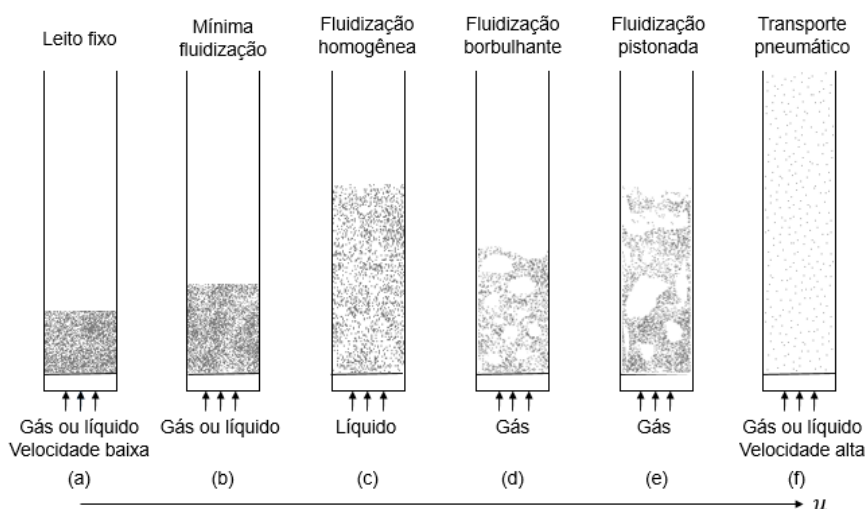 Leito fixo
Mínima
fluidização
Fluidização
homogênea
Fluidização
borbulhante
Fluidização
pistonada
Transporte
pneumático
Gás ou líquido
Velocidade baixa
Gás ou líquido
Líquido
Gás
Gás
Gás ou líquido
Velocidade alta
(a)
(b)
(c)
(d)
(e)
(f)
u